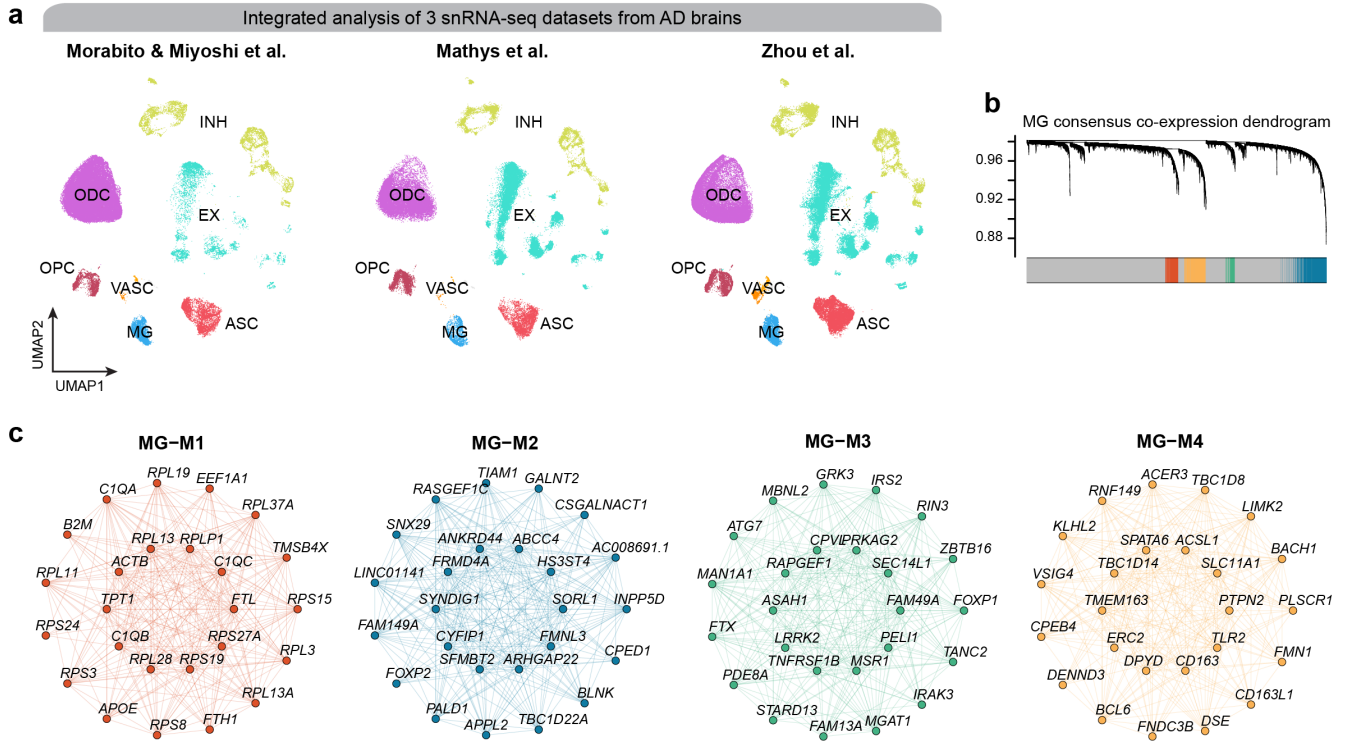 a
Integrated analysis of 3 snRNA-seq datasets from AD brains
Morabito & Miyoshi et al.
INH
ODC
EX
OPC
VASC
MG
ASC
UMAP2
UMAP1
Mathys et al.
INH
ODC
EX
OPC
VASC
MG
ASC
Zhou et al.
INH
ODC
EX
OPC
VASC
MG
ASC
b
MG consensus co-expression dendrogram
0.96
0.92
0.88
c
MG−M1
RPL19
EEF1A1
C1QA
RPL37A
B2M
RPL13
RPLP1
TMSB4X
ACTB
C1QC
RPL11
TPT1
FTL
RPS15
RPS24
C1QB
RPS27A
RPL3
RPL28
RPS19
RPS3
RPL13A
APOE
RPS8
FTH1
MG−M2
TIAM1
GALNT2
RASGEF1C
CSGALNACT1
SNX29
ANKRD44
ABCC4
AC008691.1
FRMD4A
HS3ST4
LINC01141
SYNDIG1
SORL1
INPP5D
FAM149A
CYFIP1
FMNL3
CPED1
SFMBT2
ARHGAP22
FOXP2
BLNK
PALD1
APPL2
TBC1D22A
MG−M3
GRK3
IRS2
MBNL2
RIN3
ATG7
CPVL
PRKAG2
ZBTB16
RAPGEF1
SEC14L1
MAN1A1
ASAH1
FAM49A
FOXP1
FTX
LRRK2
PELI1
TANC2
TNFRSF1B
MSR1
PDE8A
IRAK3
STARD13
FAM13A
MGAT1
MG−M4
ACER3
TBC1D8
RNF149
LIMK2
KLHL2
SPATA6
ACSL1
BACH1
TBC1D14
SLC11A1
VSIG4
TMEM163
PTPN2
PLSCR1
CPEB4
ERC2
TLR2
FMN1
DPYD
CD163
DENND3
CD163L1
BCL6
FNDC3B
DSE